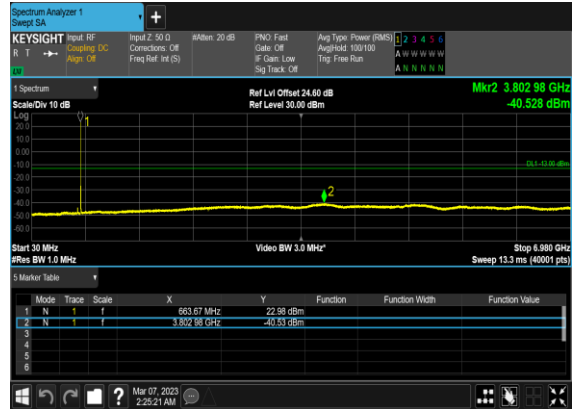 Spectrum Analyzer 1
Swept SA
+
KEYSIGHT Input: RF Input Z: 50 Ω #Atten: 20 dB PNO: Fast Avg Type: Power (RMS) 1 2 3 4 5 6
R T Coupling: DC Corrections: Off Gate: Off Avg|Hold: 100/100 A W W W W W
Align: Off Freq Ref: Int (S) IF Gain: Low Trig: Free Run
Sig Track: Off A N N N N N
1 Spectrum Ref Lvl Offset 24.60 dB Mkr2 3.802 98 GHz
Scale/Div 10 dB Ref Level 30.00 dBm -40.528 dBm
Log
1
20.0
10.0
0.00
-10.0 DL1 -13.00 dBm
-20.0
-30.0 2
-40.0
-50.0
-60.0
Start 30 MHz Video BW 3.0 MHz* Stop 6.980 GHz
#Res BW 1.0 MHz Sweep 13.3 ms (40001 pts)
5 Marker Table
Mode Trace Scale X Y Function Function Width Function Value
1 N 1 f 663.67 MHz 22.98 dBm
2 N 1 f 3.802 98 GHz -40.53 dBm
3
4
5
6
? Mar 07, 2023
2:25:21 AM